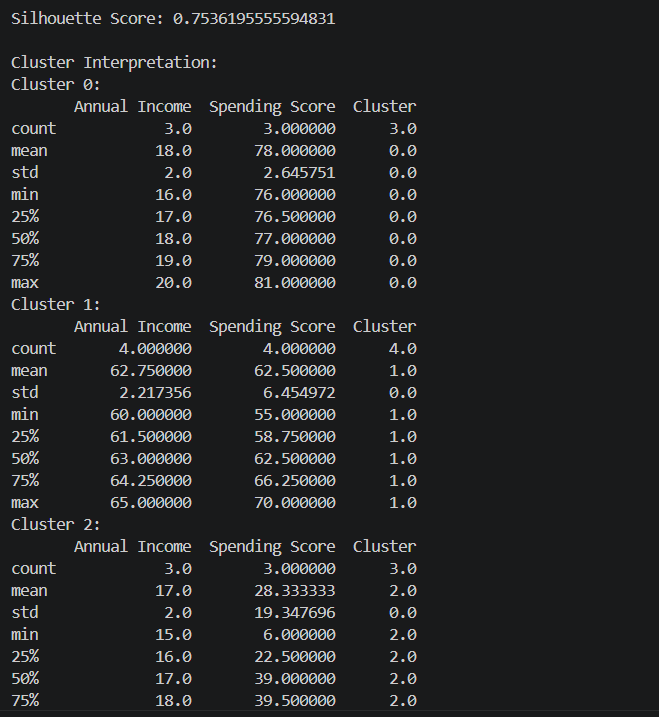 Silhouette Score: 0.7536195555594831
Cluster Interpretation:
Cluster 0:
Annual Income Spending Score Cluster
count 3.0 3.000000 3.0
mean 18.0 78.000000 0.0
std 2.0 2.645751 0.0
min 16.0 76.000000 0.0
25% 17.0 76.500000 0.0
50% 18.0 77.000000 0.0
75% 19.0 79.000000 0.0
max 20.0 81.000000 0.0
Cluster 1:
Annual Income Spending Score Cluster
count 4.000000 4.000000 4.0
mean 62.750000 62.500000 1.0
std 2.217356 6.454972 0.0
min 60.000000 55.000000 1.0
25% 61.500000 58.750000 1.0
50% 63.000000 62.500000 1.0
75% 64.250000 66.250000 1.0
max 65.000000 70.000000 1.0
Cluster 2:
Annual Income Spending Score Cluster
count 3.0 3.000000 3.0
mean 17.0 28.333333 2.0
std 2.0 19.347696 0.0
min 15.0 6.000000 2.0
25% 16.0 22.500000 2.0
50% 17.0 39.000000 2.0
75% 18.0 39.500000 2.0